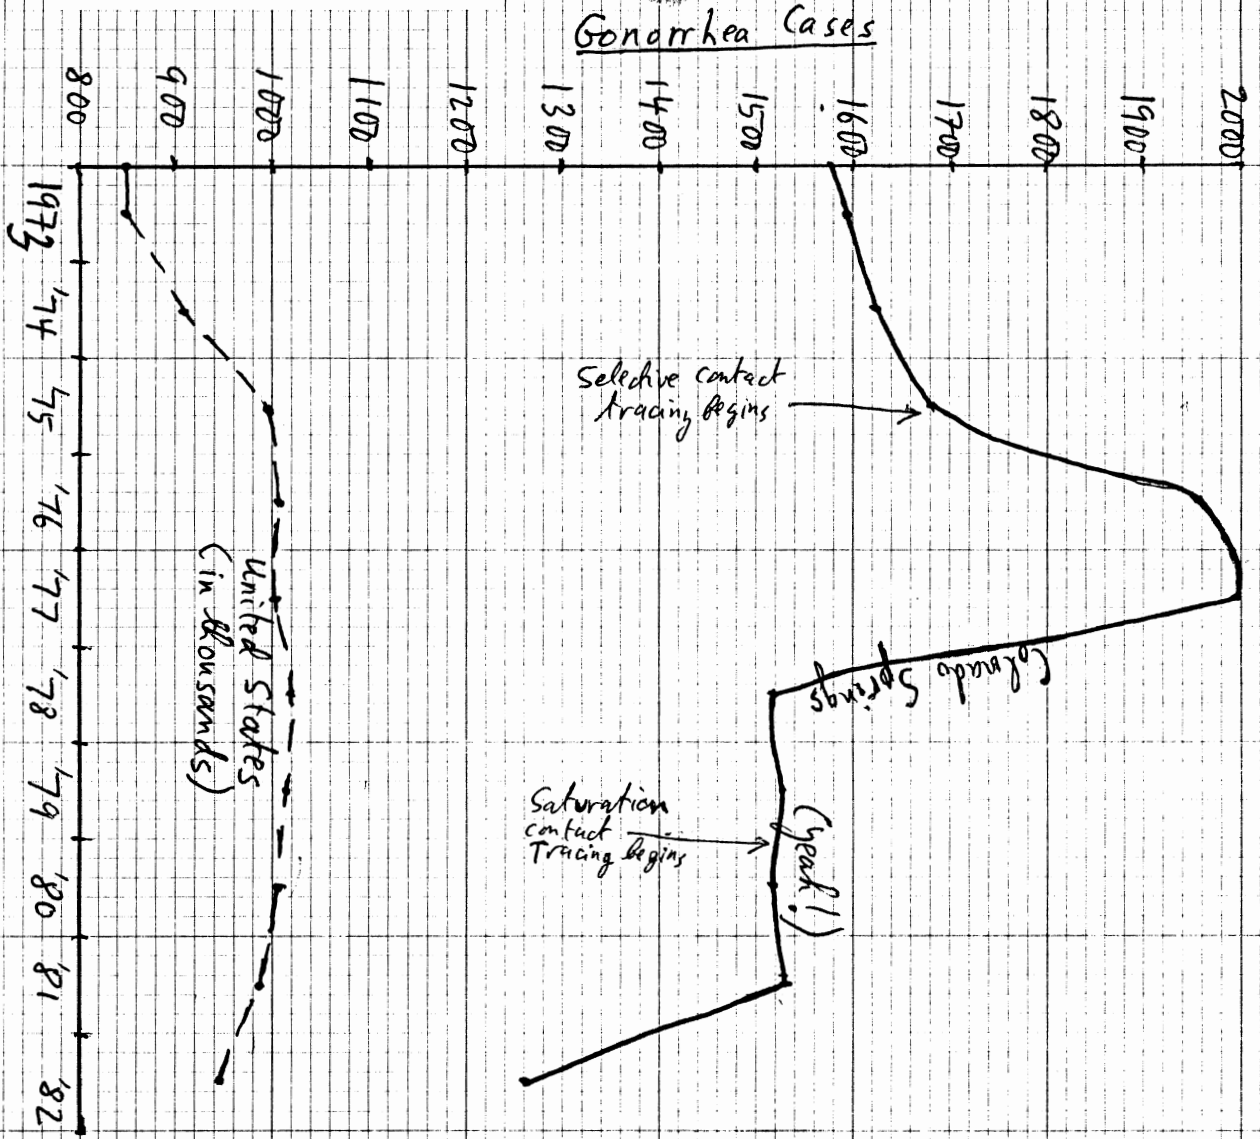 Gonorrhea Cases
2000
1900
1800
1700
1600
1500
1400
1300
1200
1100
1000
900
800
1973
'74
'75
'76
'77
'78
'79
'80
'81
'82
Selective contact
tracing begins
Colorado Springs
(yeah!)
Saturation
contact
Tracing begins
United States
(in thousands)